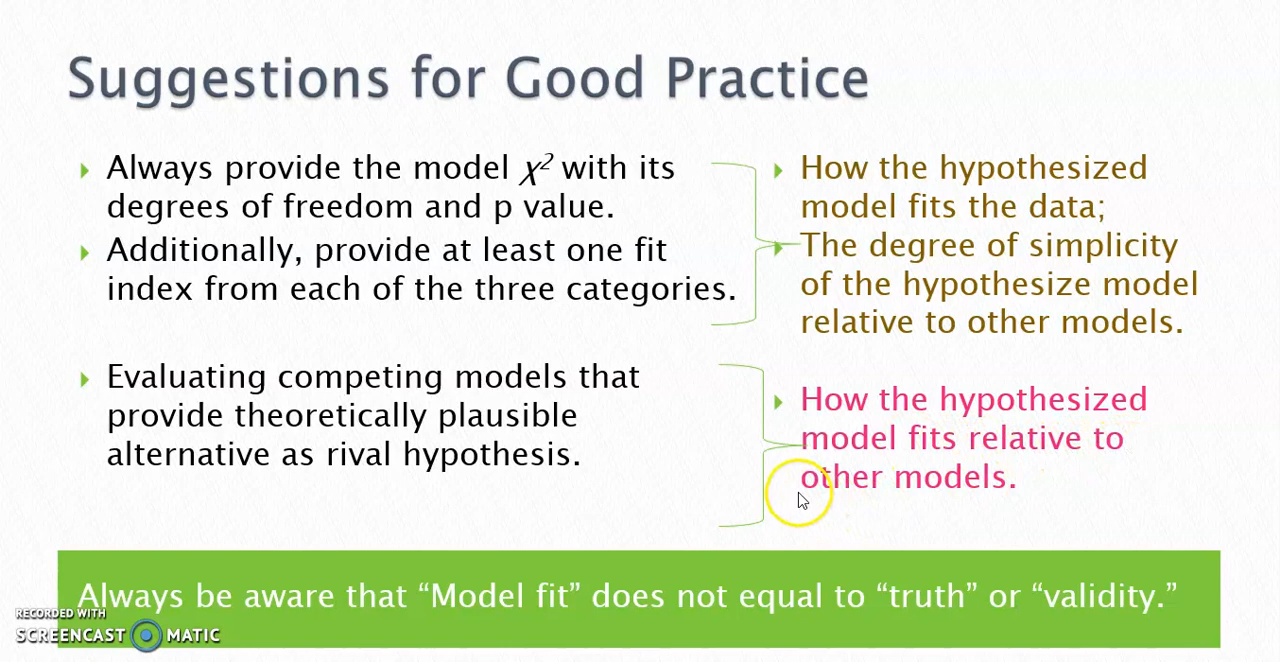 Suggestions for Good Practice
Always provide the model χ² with its
degrees of freedom and p value.
Additionally, provide at least one fit
index from each of the three categories.
Evaluating competing models that
provide theoretically plausible
alternative as rival hypothesis.
How the hypothesized
model fits the data;
The degree of simplicity
of the hypothesize model
relative to other models.
How the hypothesized
model fits relative to
other models.
Always be aware that “Model fit” does not equal to “truth” or “validity.”
RECORDED WITH
SCREENCAST MATIC